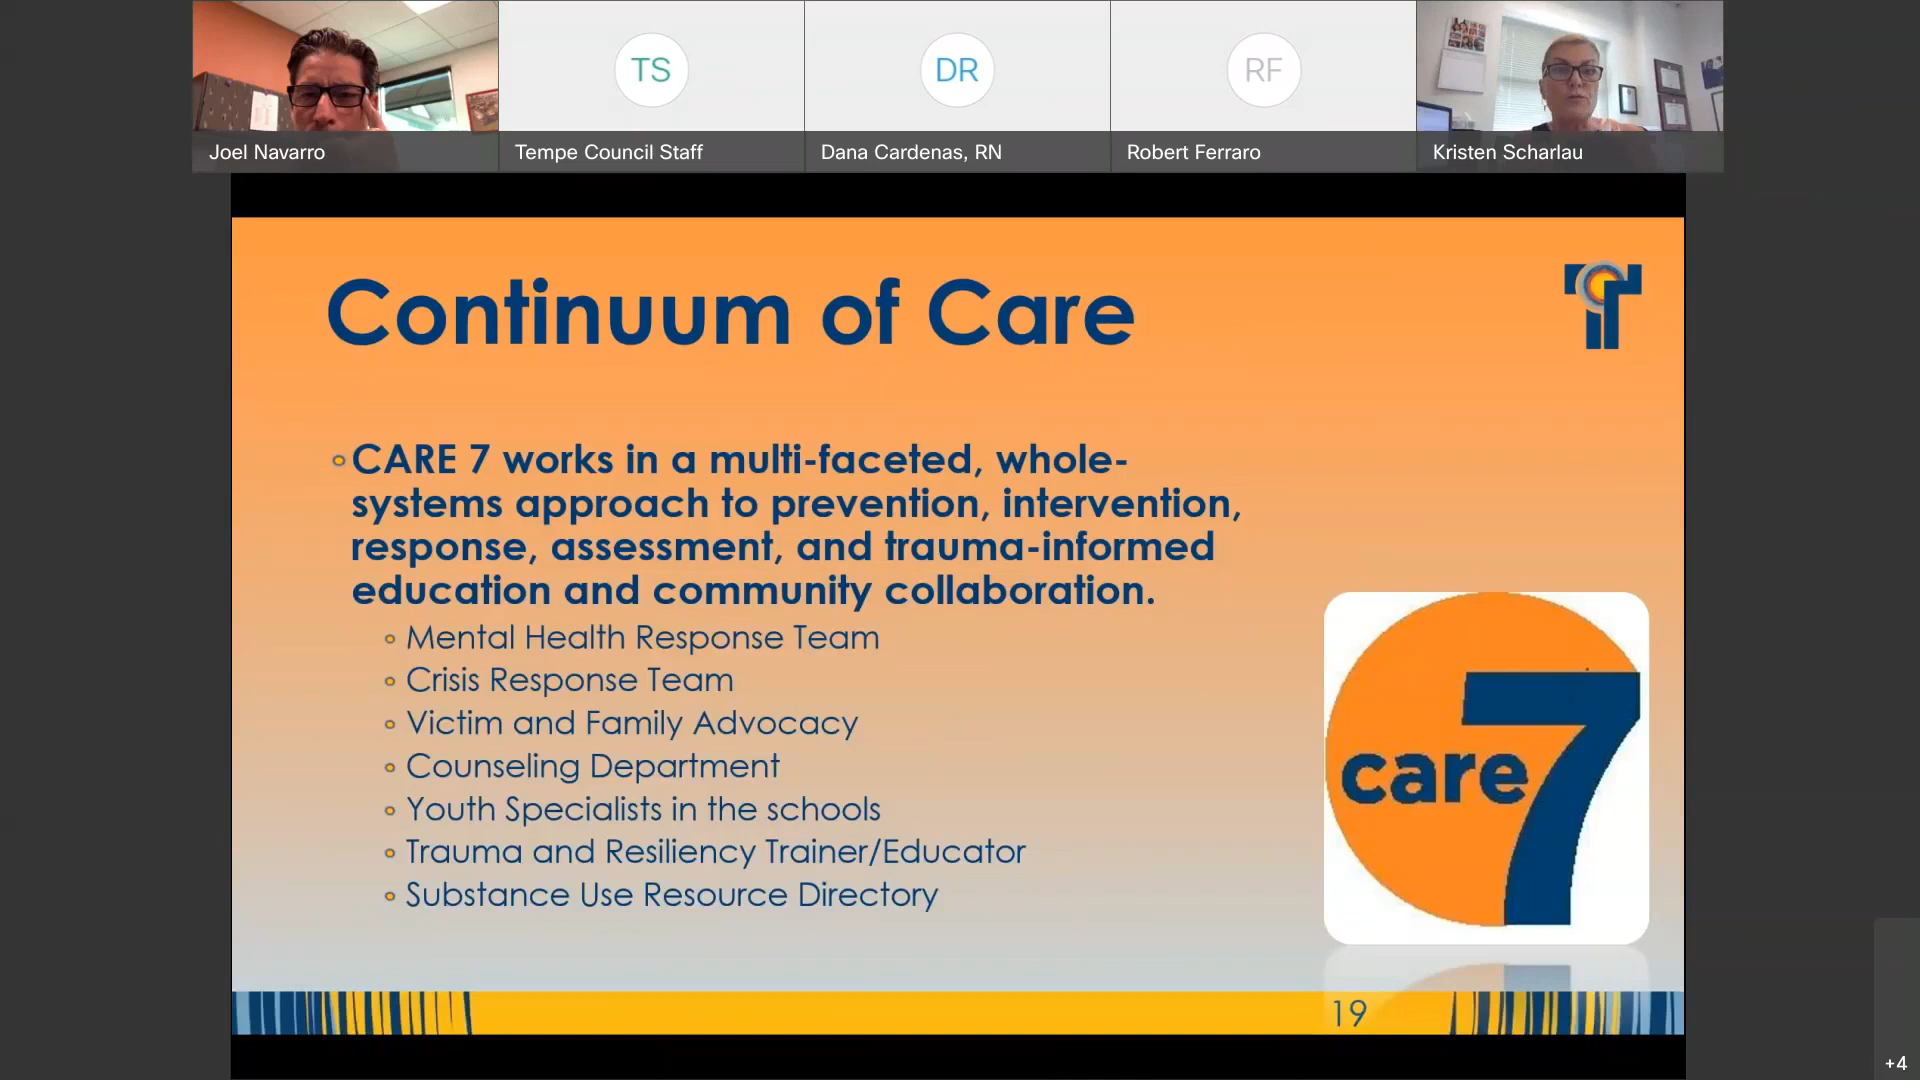 TS
DR
RF
Joel Navarro
Tempe Council Staff
Dana Cardenas, RN
Robert Ferraro
Kristen Scharlau
Continuum of Care
T
CARE 7 works in a multi-faceted, whole-
systems approach to prevention, intervention,
response, assessment, and trauma-informed
education and community collaboration.
Mental Health Response Team
Crisis Response Team
Victim and Family Advocacy
Counseling Department
Youth Specialists in the schools
Trauma and Resiliency Trainer/Educator
Substance Use Resource Directory
care7
19
+4